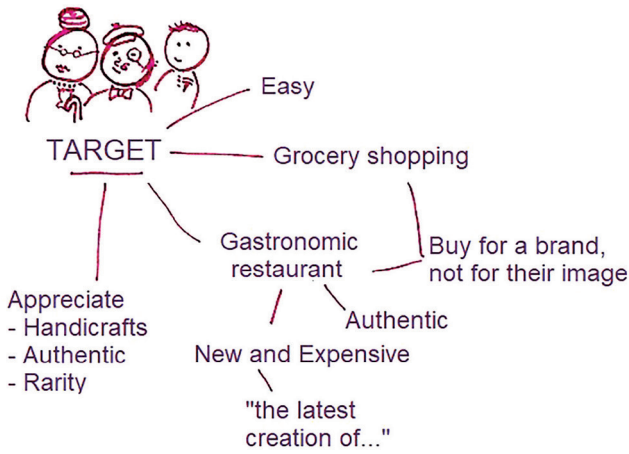 Easy
TARGET
Grocery shopping
Gastronomic
restaurant
Buy for a brand,
not for their image
Appreciate
- Handicrafts
- Authentic
- Rarity
Authentic
New and Expensive
"the latest
creation of..."